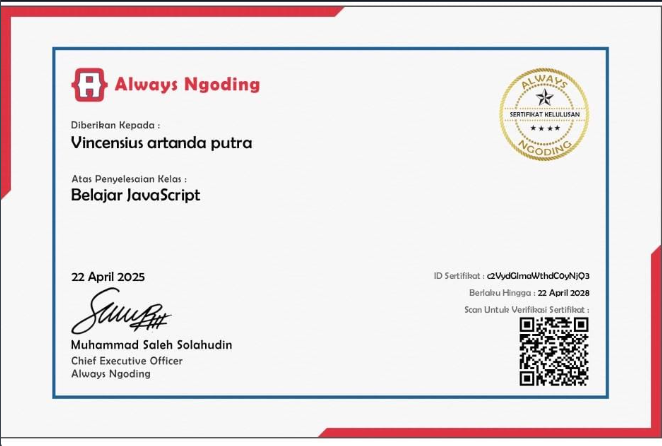 Always Ngoding
ALWAYS
SERTIFIKAT KELULUSAN
NGODING
Diberikan Kepada :
Vincensius artanda putra
Atas Penyelesaian Kelas :
Belajar JavaScript
22 April 2025
Muhammad Saleh Solahudin
Chief Executive Officer
Always Ngoding
ID Sertifikat : c2VydGlmaWthdC0yNjQ3
Berlaku Hingga : 22 April 2028
Scan Untuk Verifikasi Sertifikat :